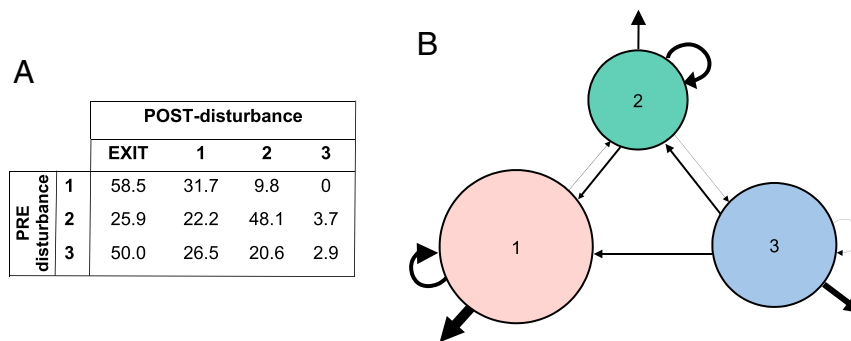 A
B
POST-disturbance
EXIT 1 2 3
PRE
disturbance
1 58.5 31.7 9.8 0
2 25.9 22.2 48.1 3.7
3 50.0 26.5 20.6 2.9
2
1
3